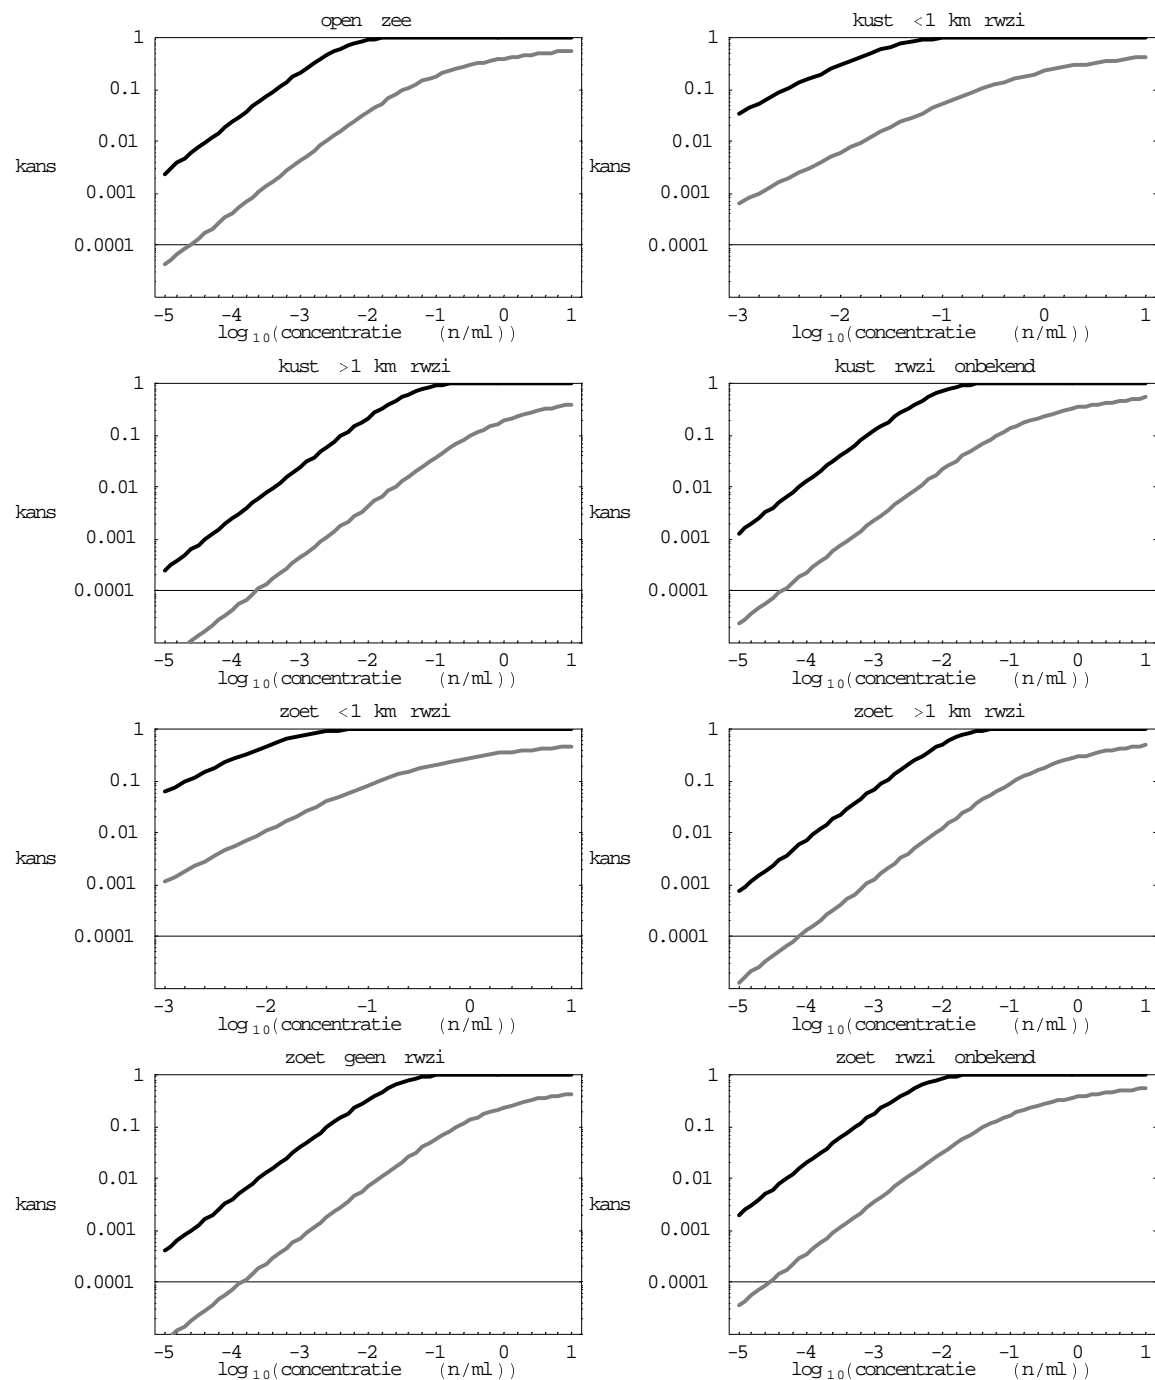 open zee
1
0.1
0.01
kans
0.001
0.0001
-5 -4 -3 -2 -1 0 1
log10(concentratie (n/ml))
kust <1 km rwzi
1
0.1
0.01
kans
0.001
0.0001
-3 -2 -1 0 1
log10(concentratie (n/ml))
kust >1 km rwzi
1
0.1
0.01
kans
0.001
0.0001
-5 -4 -3 -2 -1 0 1
log10(concentratie (n/ml))
kust rwzi onbekend
1
0.1
0.01
kans
0.001
0.0001
-5 -4 -3 -2 -1 0 1
log10(concentratie (n/ml))
zoet <1 km rwzi
1
0.1
0.01
kans
0.001
0.0001
-3 -2 -1 0 1
log10(concentratie (n/ml))
zoet >1 km rwzi
1
0.1
0.01
kans
0.001
0.0001
-5 -4 -3 -2 -1 0 1
log10(concentratie (n/ml))
zoet geen rwzi
1
0.1
0.01
kans
0.001
0.0001
-5 -4 -3 -2 -1 0 1
log10(concentratie (n/ml))
zoet rwzi onbekend
1
0.1
0.01
kans
0.001
0.0001
-5 -4 -3 -2 -1 0 1
log10(concentratie (n/ml))